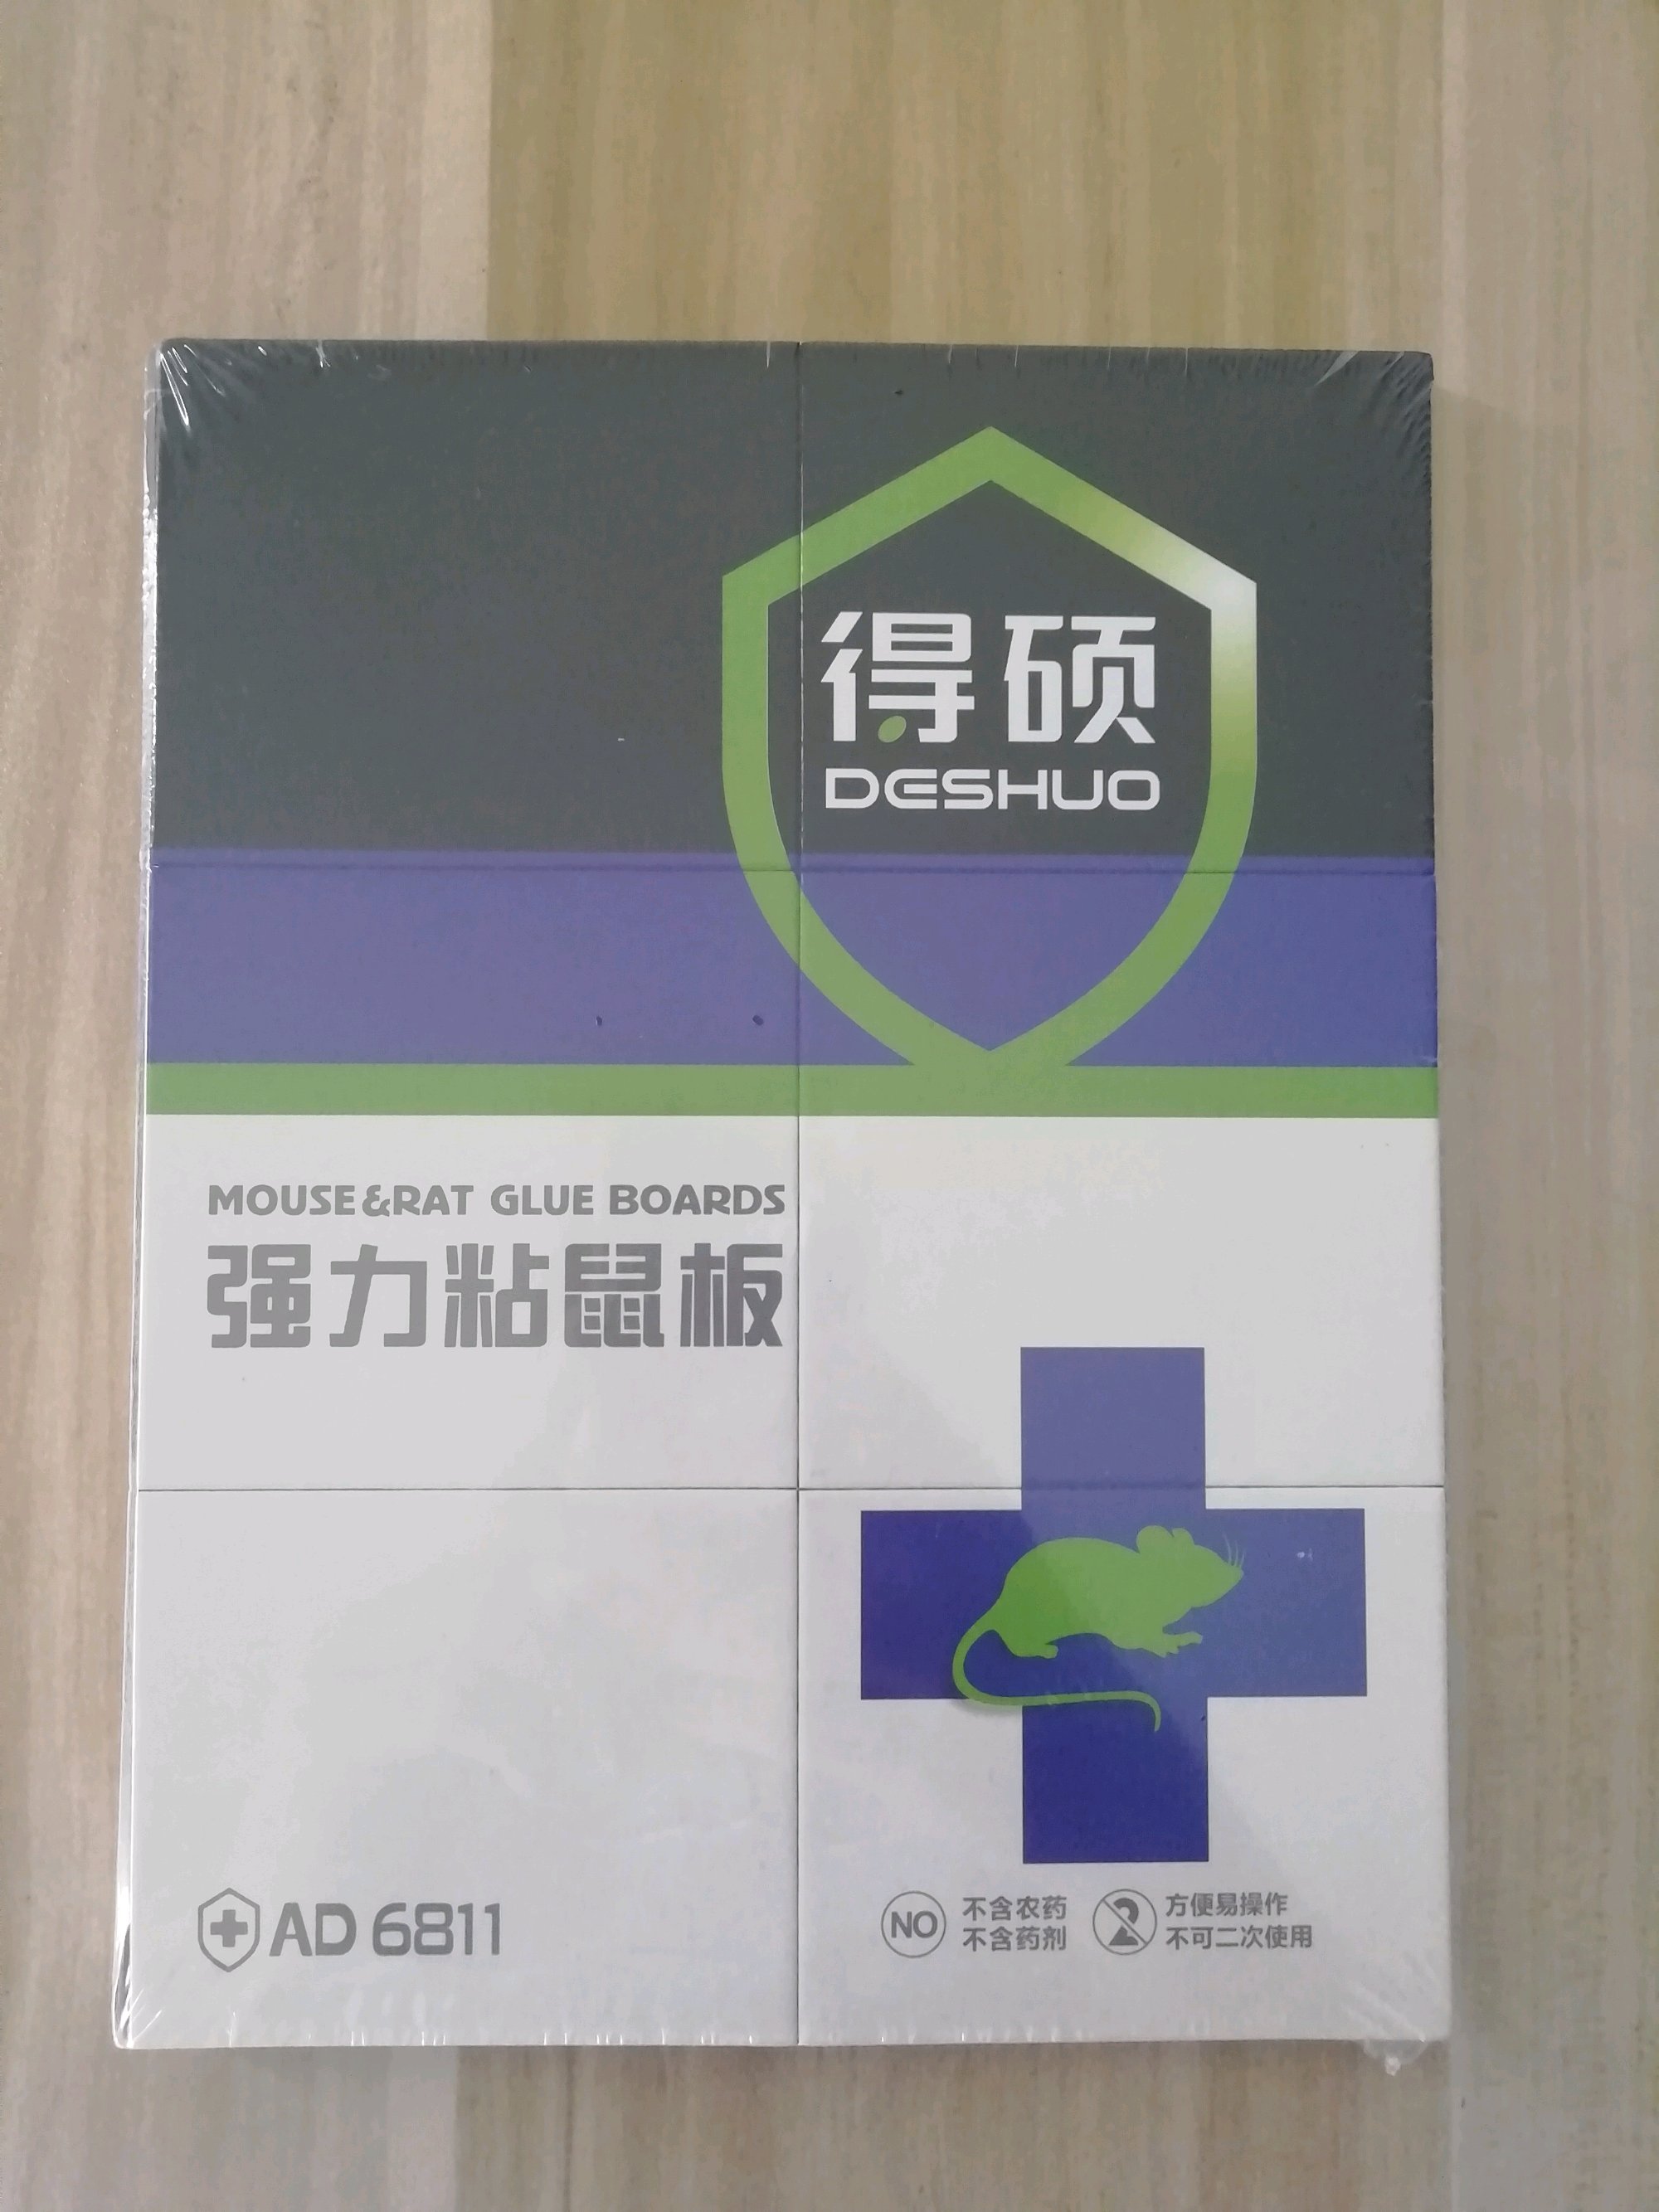 得硕
DESHUO
MOUSE&RAT GLUE BOARDS
强力粘鼠板
AD 6811
NO
不含农药
不含药剂
2
方便易操作
不可二次使用